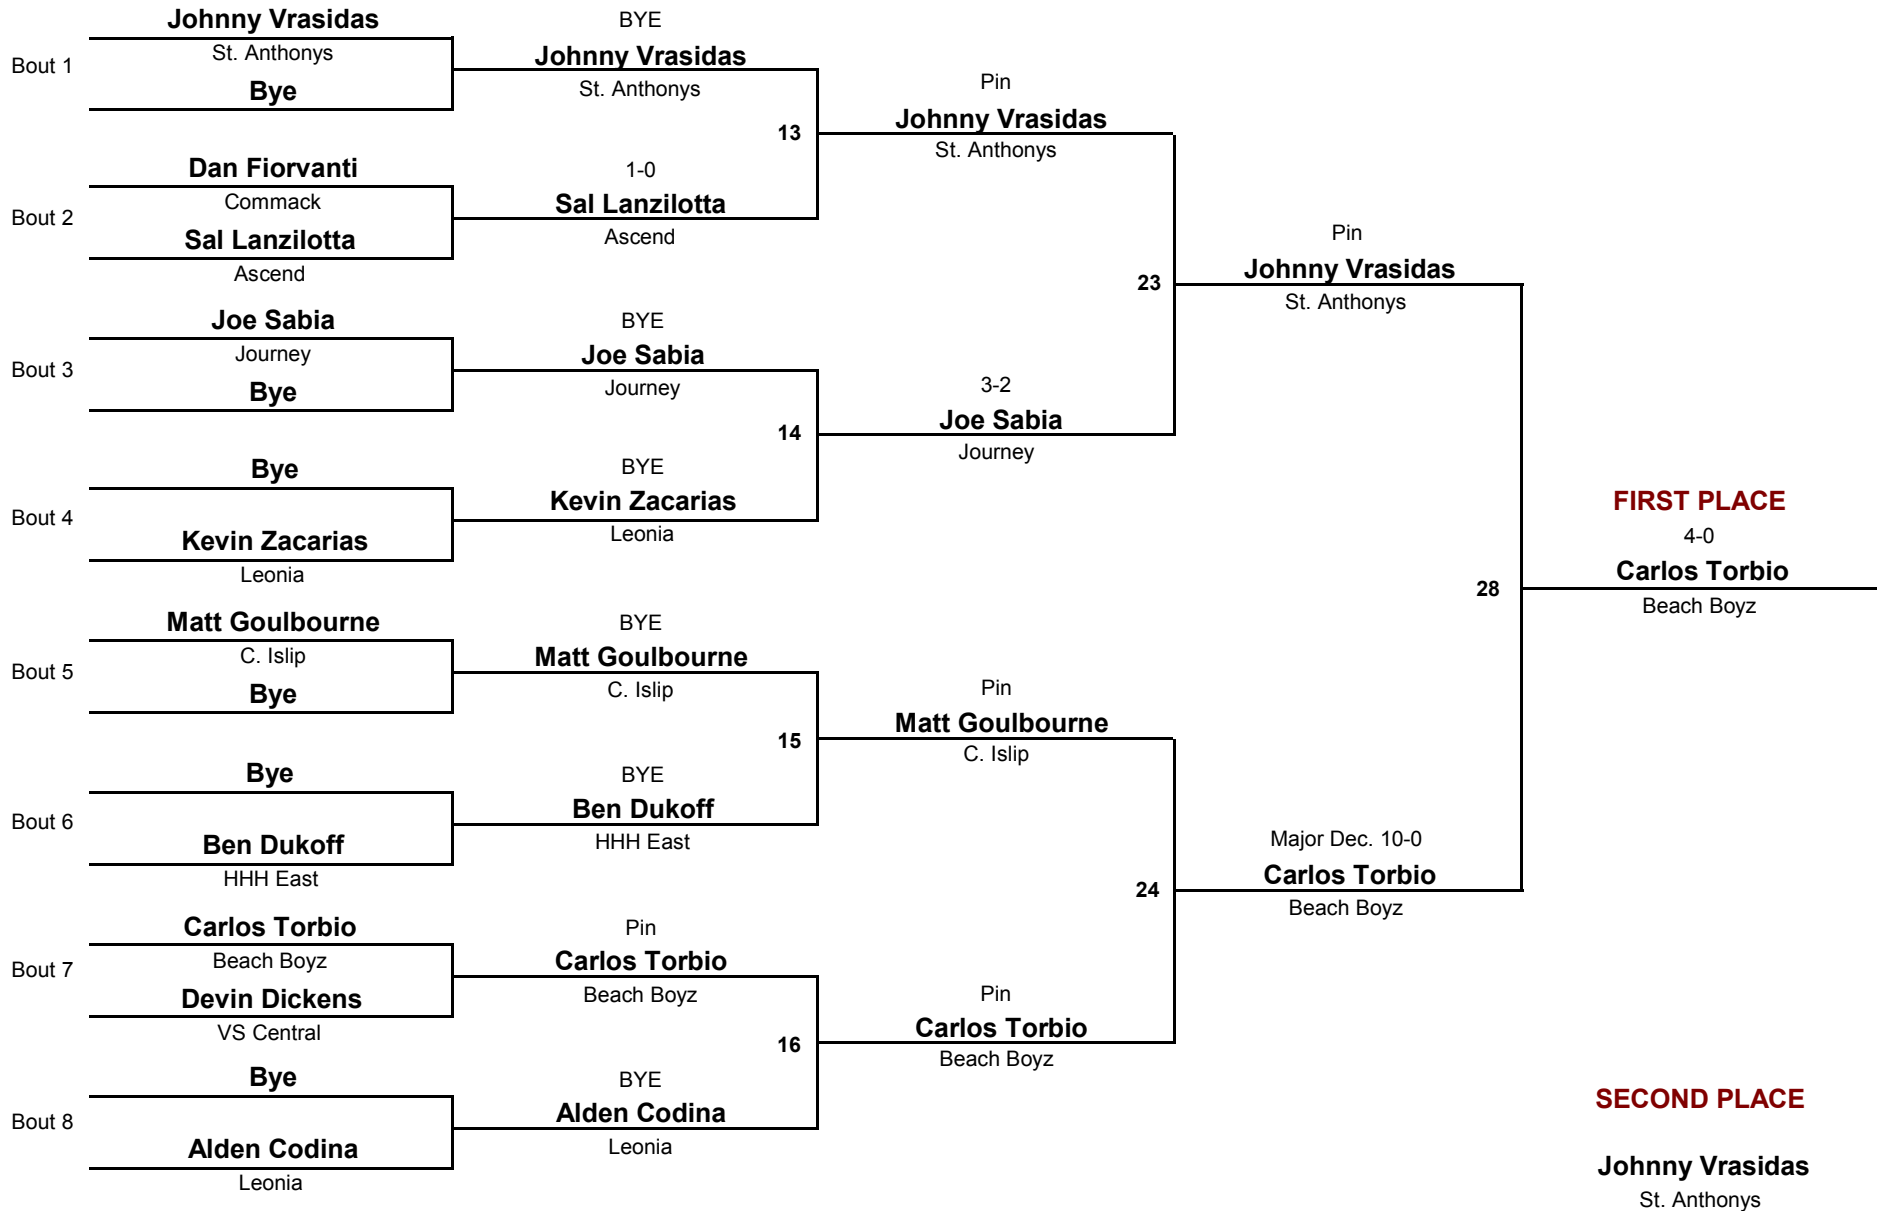 Johnny Vrasidas
Bout 1
St. Anthonys
Bye
Dan Fiorvanti
Bout 2
Commack
Sal Lanzilotta
Ascend
Joe Sabia
Bout 3
Journey
Bye
Bye
Bout 4
Kevin Zacarias
Leonia
Matt Goulbourne
Bout 5
C. Islip
Bye
Bye
Bout 6
Ben Dukoff
HHH East
Carlos Torbio
Bout 7
Beach Boyz
Devin Dickens
VS Central
Bye
Bout 8
Alden Codina
Leonia
BYE
Johnny Vrasidas
St. Anthonys
13
1-0
Sal Lanzilotta
Ascend
BYE
Joe Sabia
Journey
14
BYE
Kevin Zacarias
Leonia
BYE
Matt Goulbourne
C. Islip
15
BYE
Ben Dukoff
HHH East
Pin
Carlos Torbio
Beach Boyz
16
BYE
Alden Codina
Leonia
Pin
Johnny Vrasidas
St. Anthonys
23
3-2
Joe Sabia
Journey
Pin
Matt Goulbourne
C. Islip
24
Pin
Carlos Torbio
Beach Boyz
Pin
Johnny Vrasidas
St. Anthonys
28
Major Dec. 10-0
Carlos Torbio
Beach Boyz
FIRST PLACE
4-0
Carlos Torbio
Beach Boyz
SECOND PLACE
Johnny Vrasidas
St. Anthonys